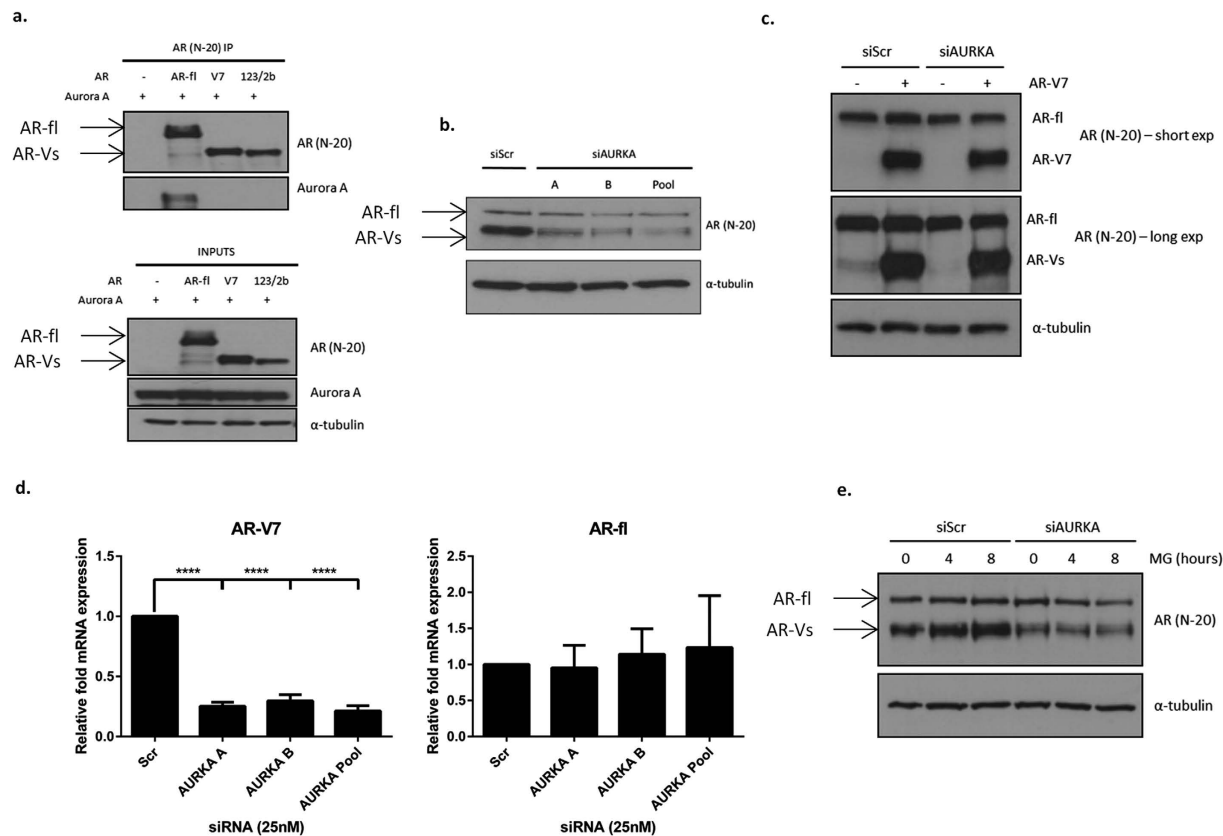 a.
AR (N-20) IP
AR - AR-fl V7 123/2b
Aurora A + + + +
AR-fl
AR-Vs
AR (N-20)
Aurora A
INPUTS
AR - AR-fl V7 123/2b
Aurora A + + + +
AR-fl
AR-Vs
AR (N-20)
Aurora A
α-tubulin
b.
siScr siAURKA
A B Pool
AR-fl
AR-Vs
AR (N-20)
α-tubulin
c.
siScr siAURKA
- + - + AR-V7
AR-fl
AR (N-20) – short exp
AR-V7
AR-fl
AR (N-20) – long exp
AR-Vs
α-tubulin
d.
AR-V7
Relative fold mRNA expression
1.5
1.0
0.5
0.0
**** **** ****
Scr
AURKA A
AURKA B
AURKA Pool
siRNA (25nM)
AR-fl
Relative fold mRNA expression
2.5
2.0
1.5
1.0
0.5
0.0
Scr
AURKA A
AURKA B
AURKA Pool
siRNA (25nM)
e.
siScr siAURKA
0 4 8 0 4 8 MG (hours)
AR-fl
AR-Vs
AR (N-20)
α-tubulin